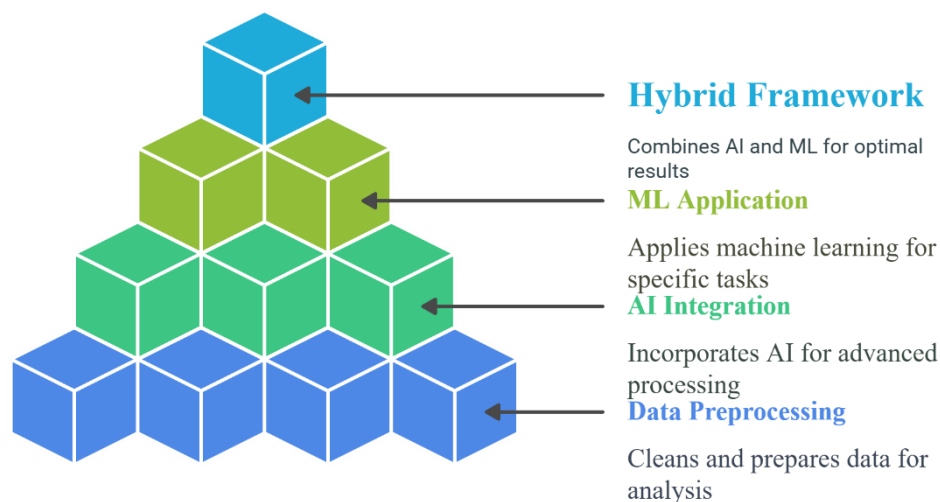 Hybrid Framework
Combines AI and ML for optimal
results
ML Application
Applies machine learning for
specific tasks
AI Integration
Incorporates AI for advanced
processing
Data Preprocessing
Cleans and prepares data for
analysis